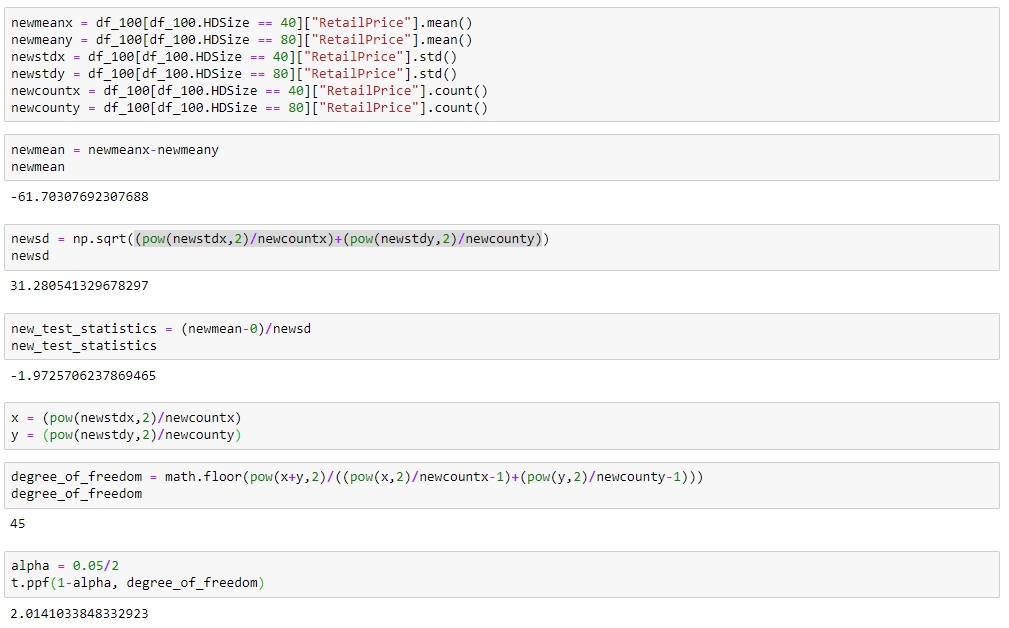 newmeanx = df_100[df_100.HDSize == 40]["RetailPrice"].mean()
newmeany = df_100[df_100.HDSize == 80]["RetailPrice"].mean()
newstdx = df_100[df_100.HDSize == 40]["RetailPrice"].std()
newstdy = df_100[df_100.HDSize == 80]["RetailPrice"].std()
newcountx = df_100[df_100.HDSize == 40]["RetailPrice"].count()
newcounty = df_100[df_100.HDSize == 80]["RetailPrice"].count()
newmean = newmeanx-newmeany
newmean
-61.70307692307688
newsd = np.sqrt((pow(newstdx,2)/newcountx)+(pow(newstdy,2)/newcounty))
newsd
31.280541329678297
new_test_statistics = (newmean-0)/newsd
new_test_statistics
-1.9725706237869465
x = (pow(newstdx,2)/newcountx)
y = (pow(newstdy,2)/newcounty)
degree_of_freedom = math.floor(pow(x+y,2)/((pow(x,2)/newcountx-1)+(pow(y,2)/newcounty-1)))
degree_of_freedom
45
alpha = 0.05/2
t.ppf(1-alpha, degree_of_freedom)
2.0141033848332923